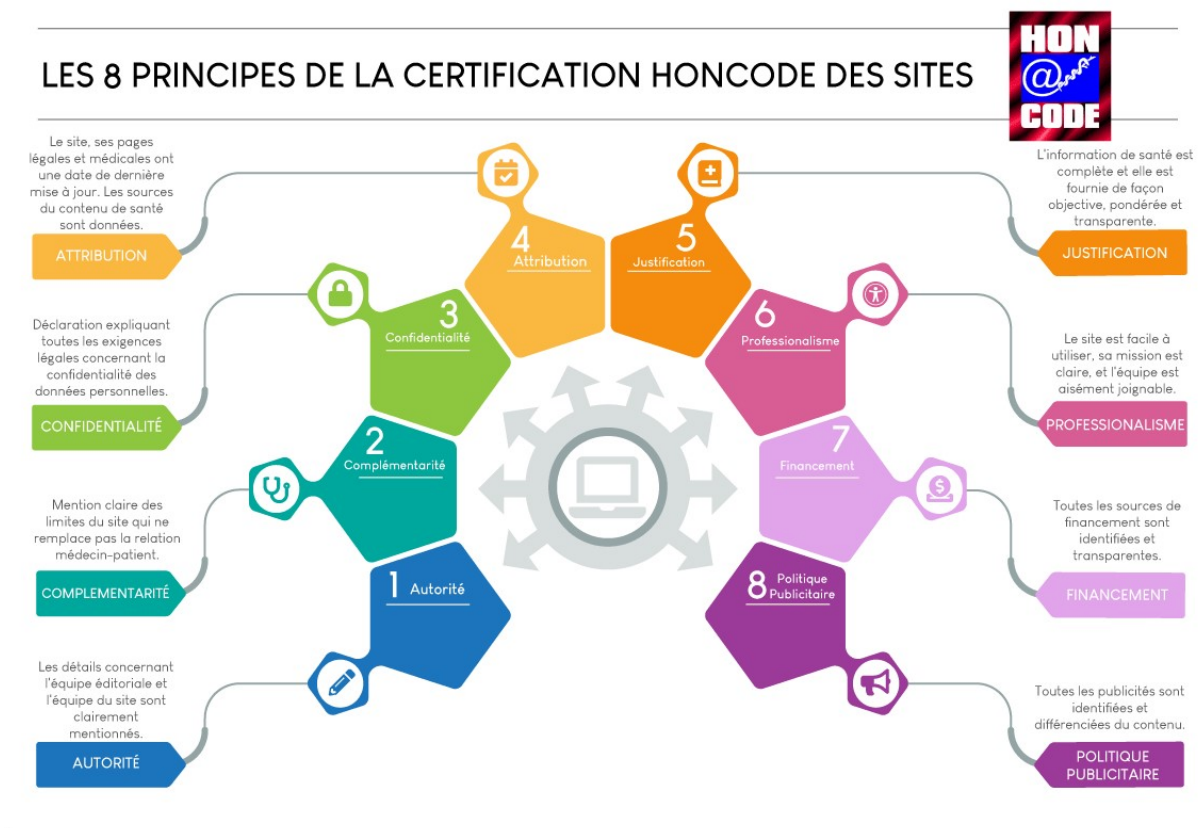 LES 8 PRINCIPES DE LA CERTIFICATION HONCODE DES SITES
HON
@
CODE
Le site, ses pages
légales et médicales ont
une date de dernière
mise à jour. Les sources
du contenu de santé
sont données.
ATTRIBUTION
Déclaration expliquant
toutes les exigences
légales concernant la
confidentialité des
données personnelles.
CONFIDENTIALITÉ
Mention claire des
limites du site qui ne
remplace pas la relation
médecin-patient.
COMPLEMENTARITÉ
Les détails concernant
l'équipe éditoriale et
l'équipe du site sont
clairement
mentionnés.
AUTORITÉ
1 Autorité
2
Complémentarité
3
Confidentialité
4
Attribution
5
Justification
6
Professionalisme
7
Financement
8 Politique
Publicitaire
L'information de santé est
complète et elle est
fournie de façon
objective, pondérée et
transparente.
JUSTIFICATION
Le site est facile à
utiliser, sa mission est
claire, et l'équipe est
aisément joignable.
PROFESSIONALISME
Toutes les sources de
financement sont
identifiées et
transparentes.
FINANCEMENT
Toutes les publicités sont
identifiées et
différenciées du contenu.
POLITIQUE
PUBLICITAIRE